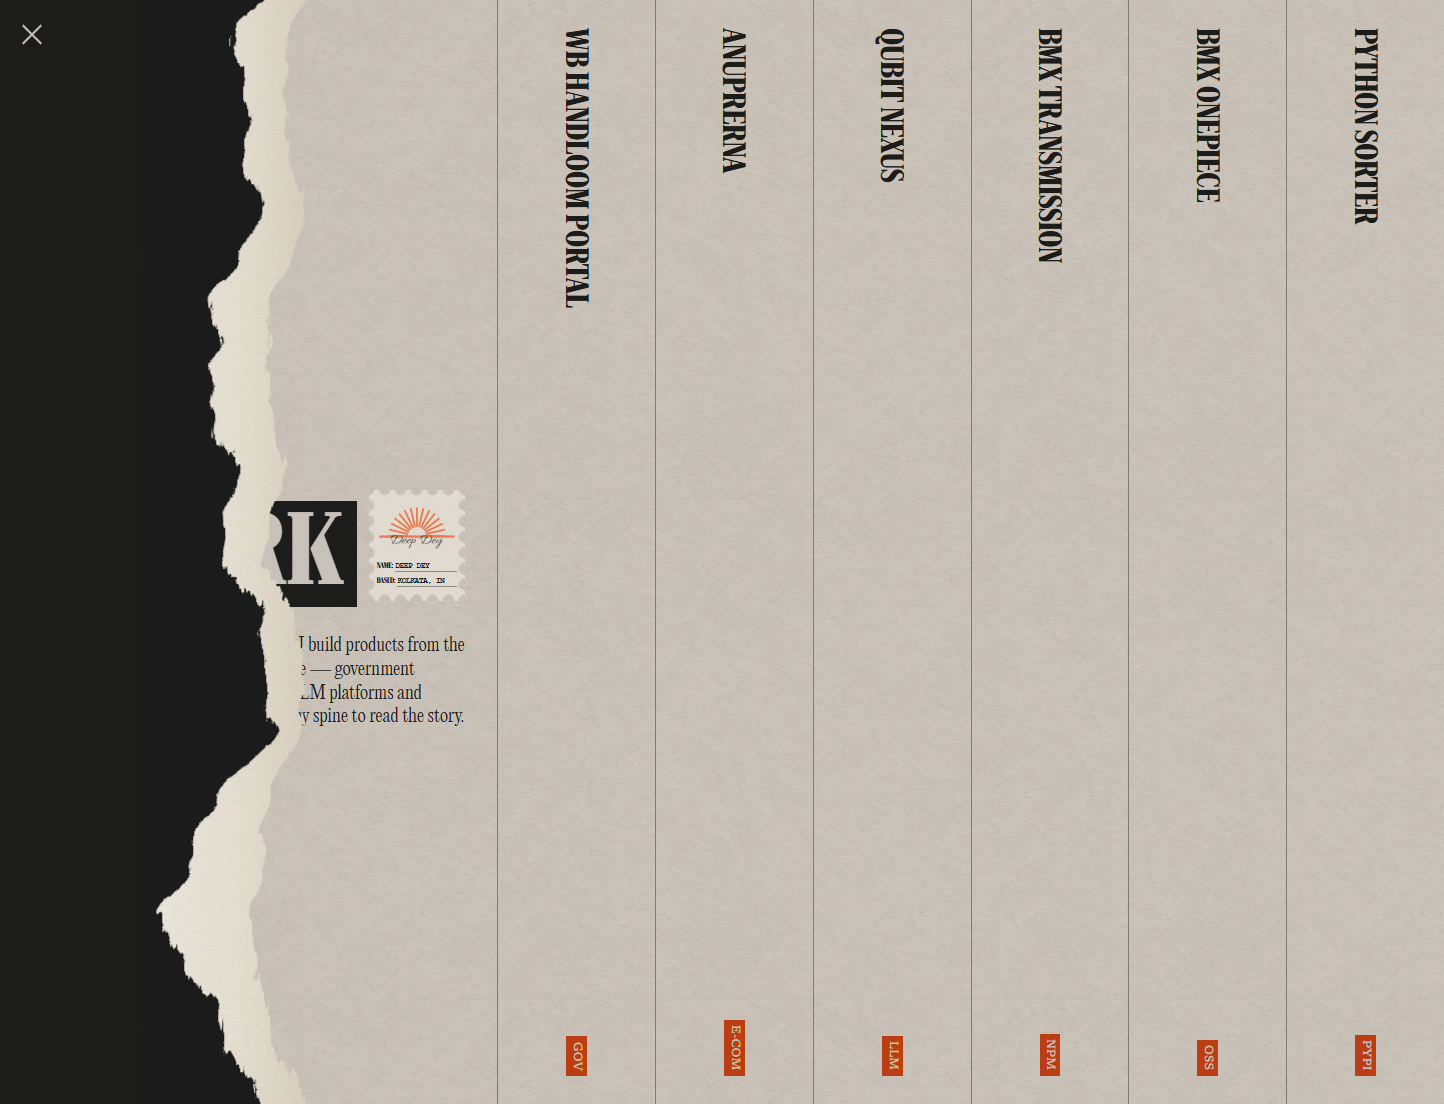 RK
Deep Dey
NAME: DEEP DEY
BASED: KOLKATA, IN
I build products from the
e — government
LM platforms and
y spine to read the story.
WB HANDLOOM PORTAL
GOV
ANUPRERNA
E-COM
QUBIT NEXUS
LLM
BMX TRANSMISSION
NPM
BMX ONEPIECE
OSS
PYTHON SORTER
PYPI